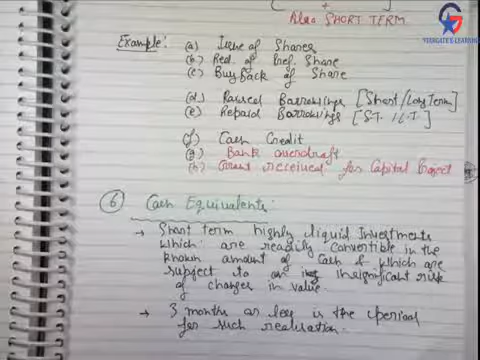 Also SHORT TERM
Example: (a) Issue of Shares
(b) Red. of Pref. Share
(c) Buy Back of Share
(d) Raised Borrowings [Short/Long Term]
(e) Repaid Borrowings [S.T. / L.T.]
(f) Cash Credit
(g) Bank overdraft
(h) Grant received for Capital Project
6 Cash Equivalents:
→ Short term highly liquid Investments
which are readily convertible in the
known amount of cash & which are
subject to an insignificant risk
of changes in value.
→ 3 months or less is the period
for such realisation.